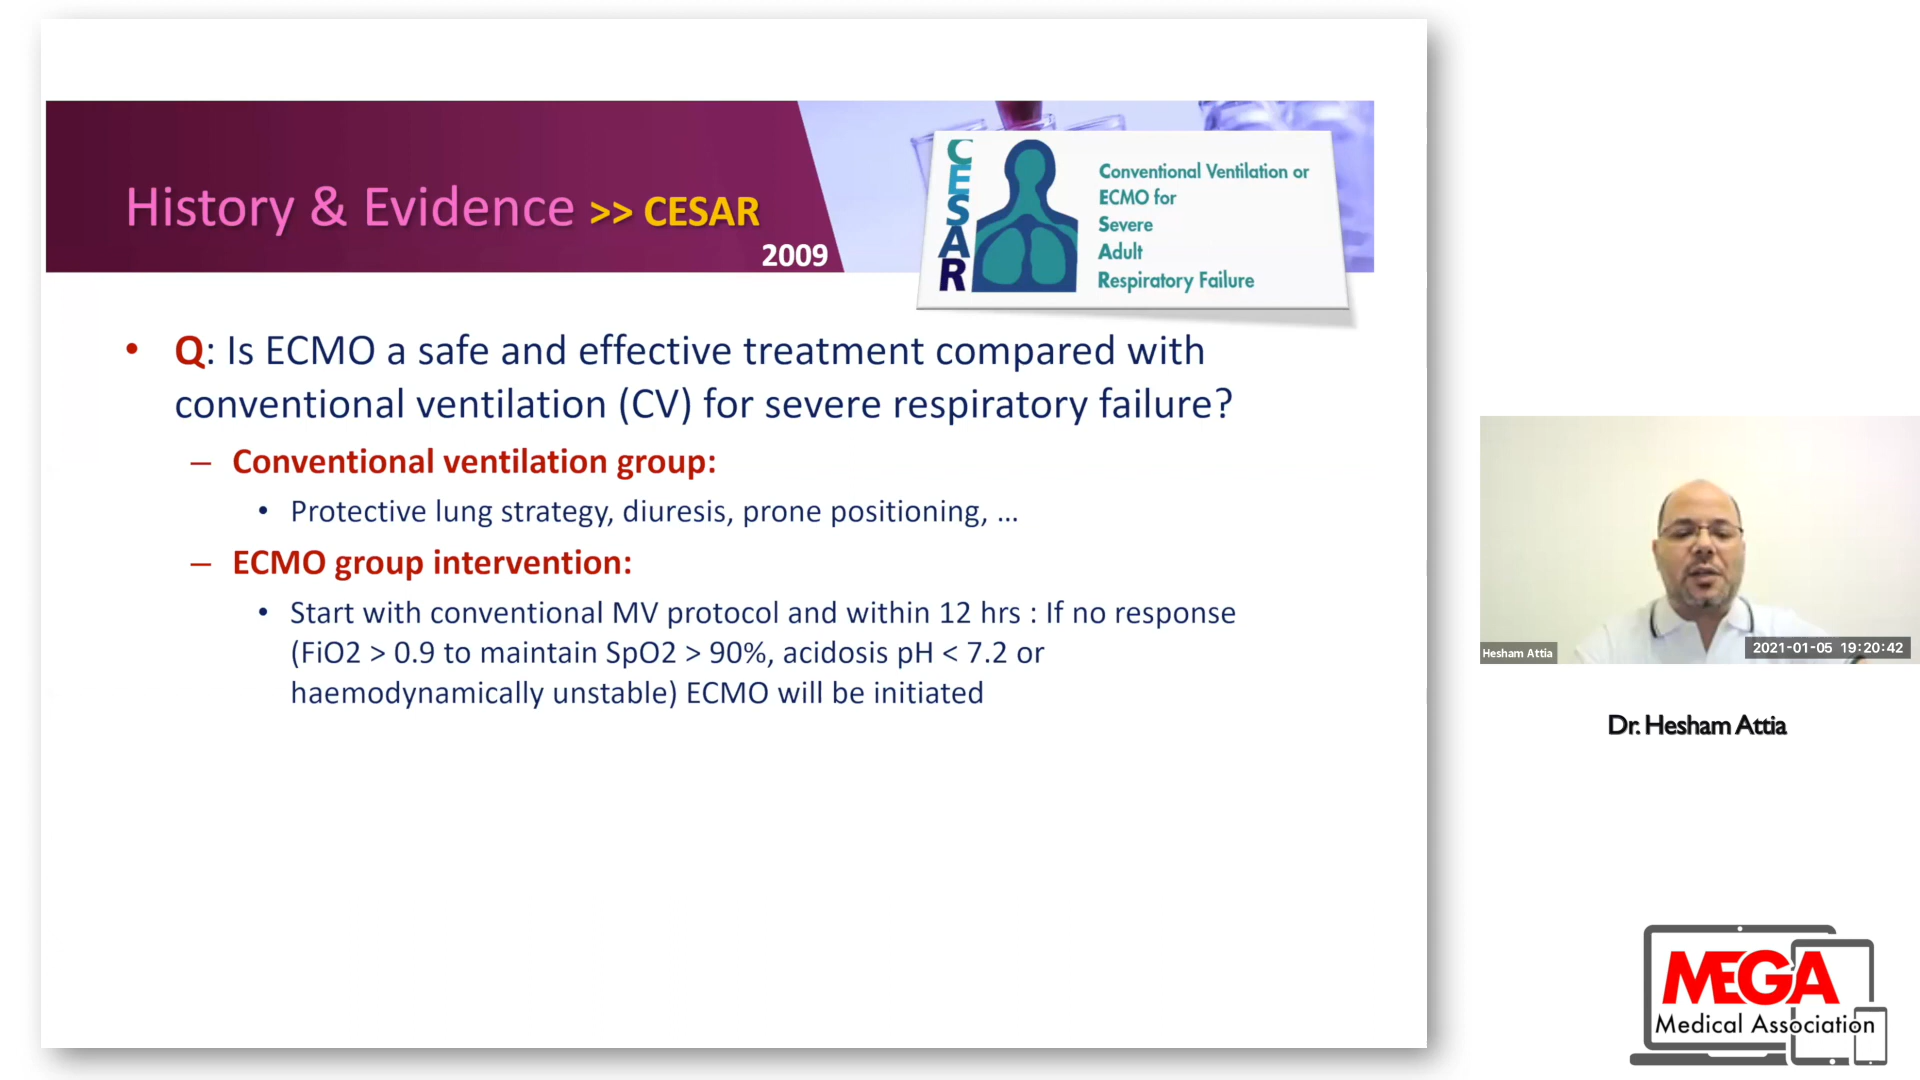 History & Evidence >> CESAR
2009
CESAR
Conventional Ventilation or
ECMO for
Severe
Adult
Respiratory Failure
• Q: Is ECMO a safe and effective treatment compared with
conventional ventilation (CV) for severe respiratory failure?
– Conventional ventilation group:
• Protective lung strategy, diuresis, prone positioning, ...
– ECMO group intervention:
• Start with conventional MV protocol and within 12 hrs : If no response
(FiO2 > 0.9 to maintain SpO2 > 90%, acidosis pH < 7.2 or
haemodynamically unstable) ECMO will be initiated
Hesham Attia
2021-01-05 19:20:42
Dr. Hesham Attia
MEGA
Medical Association